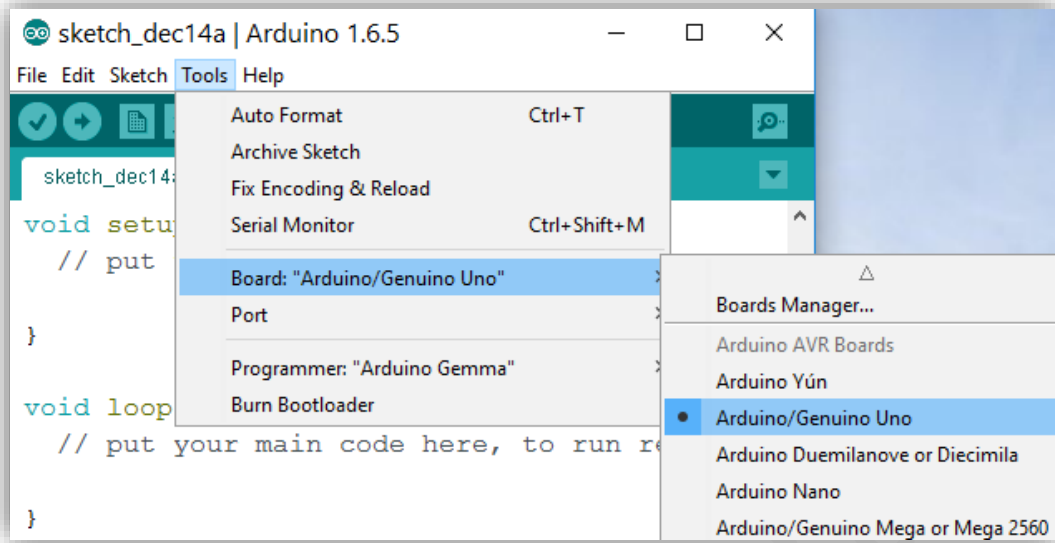 sketch_dec14a | Arduino 1.6.5
File Edit Sketch Tools Help
Auto Format Ctrl+T
Archive Sketch
sketch_dec14a
Fix Encoding & Reload
void setu
Serial Monitor Ctrl+Shift+M
// put
Board: "Arduino/Genuino Uno"
Boards Manager...
Port
}
Arduino AVR Boards
Programmer: "Arduino Gemma"
Arduino Yún
void loop
Burn Bootloader
Arduino/Genuino Uno
// put your main code here, to run re
Arduino Duemilanove or Diecimila
Arduino Nano
}
Arduino/Genuino Mega or Mega 2560